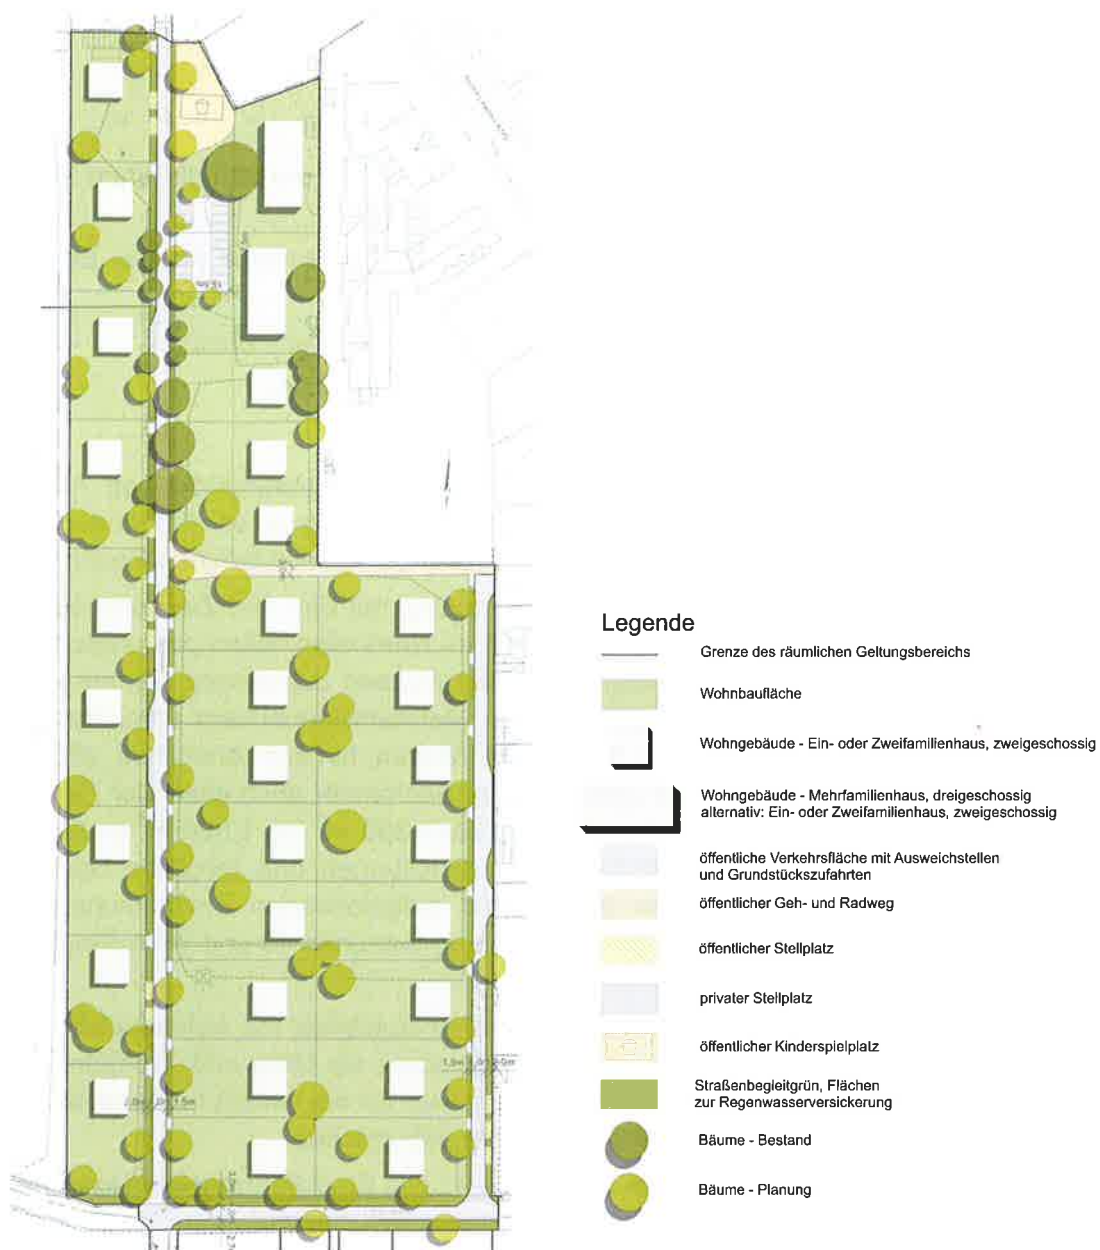 Legende
Grenze des räumlichen Geltungsbereichs
Wohnbaufläche
Wohngebäude - Ein- oder Zweifamilienhaus, zweigeschossig
Wohngebäude - Mehrfamilienhaus, dreigeschossig
alternativ: Ein- oder Zweifamilienhaus, zweigeschossig
öffentliche Verkehrsfläche mit Ausweichstellen
und Grundstückszufahrten
öffentlicher Geh- und Radweg
öffentlicher Stellplatz
privater Stellplatz
öffentlicher Kinderspielplatz
Straßenbegleitgrün, Flächen
zur Regenwasserversickerung
Bäume - Bestand
Bäume - Planung